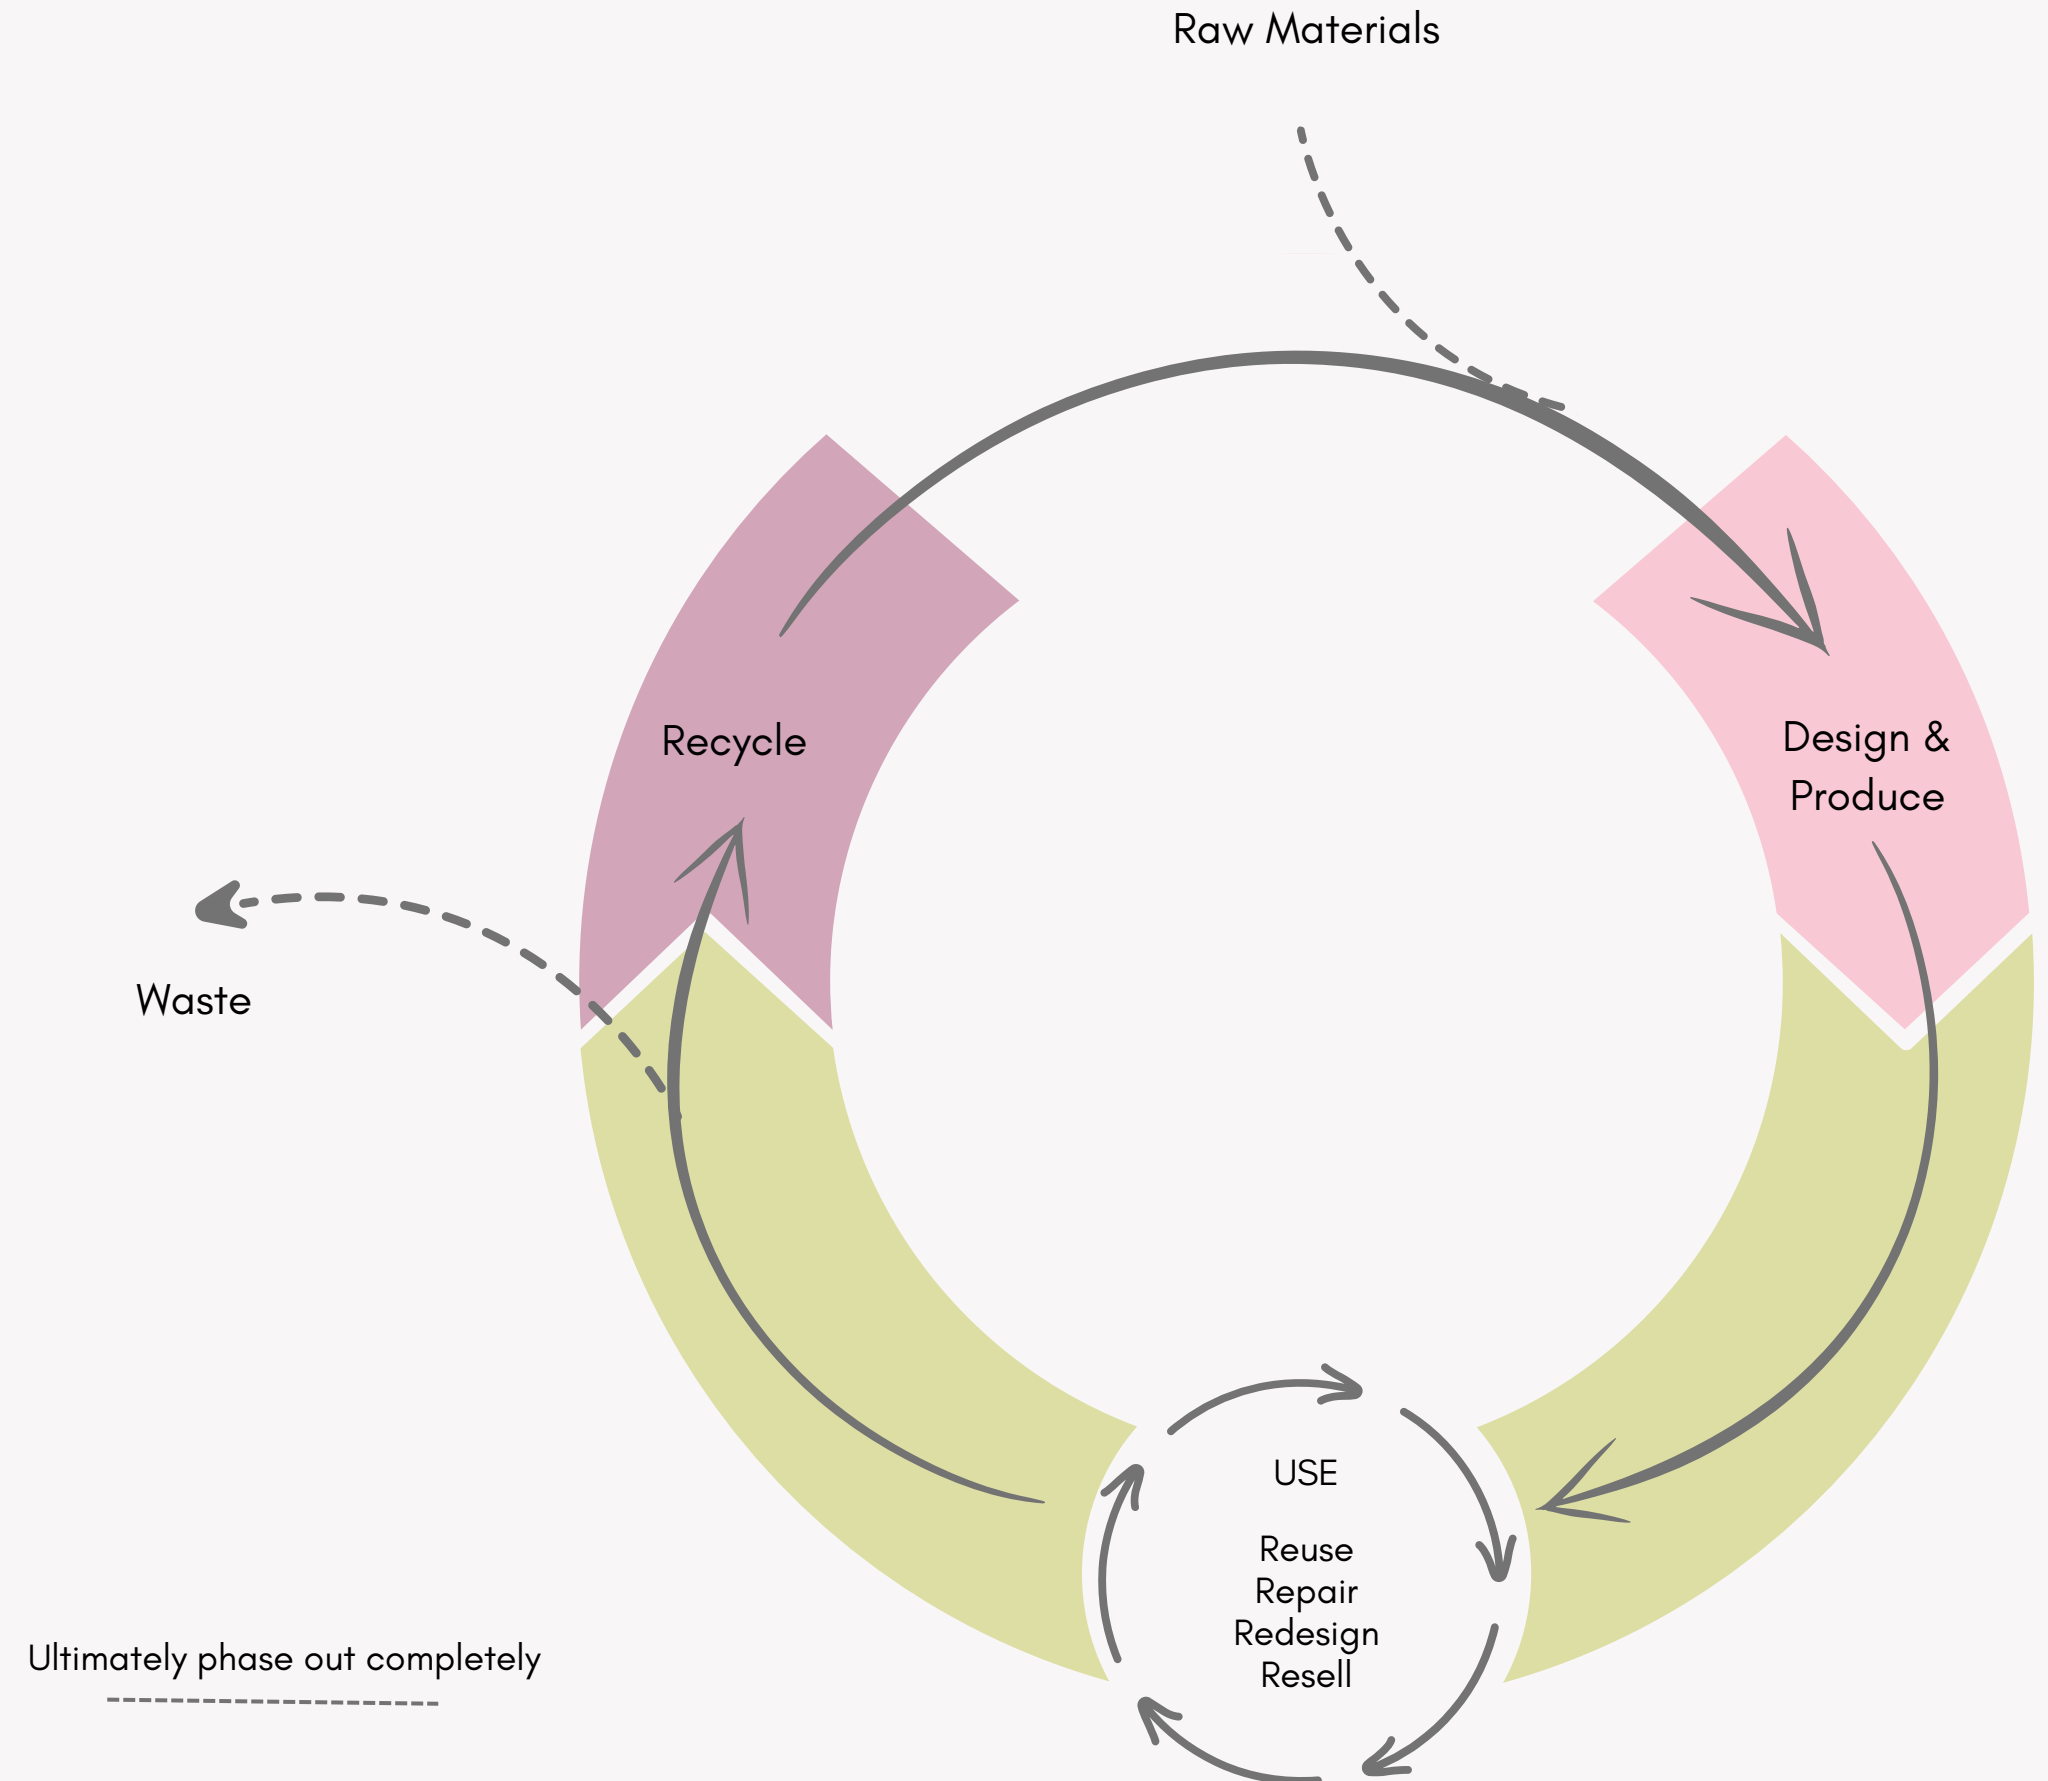 Raw Materials
Recycle
Design &
Produce
Waste
USE
Reuse
Repair
Redesign
Resell
Ultimately phase out completely